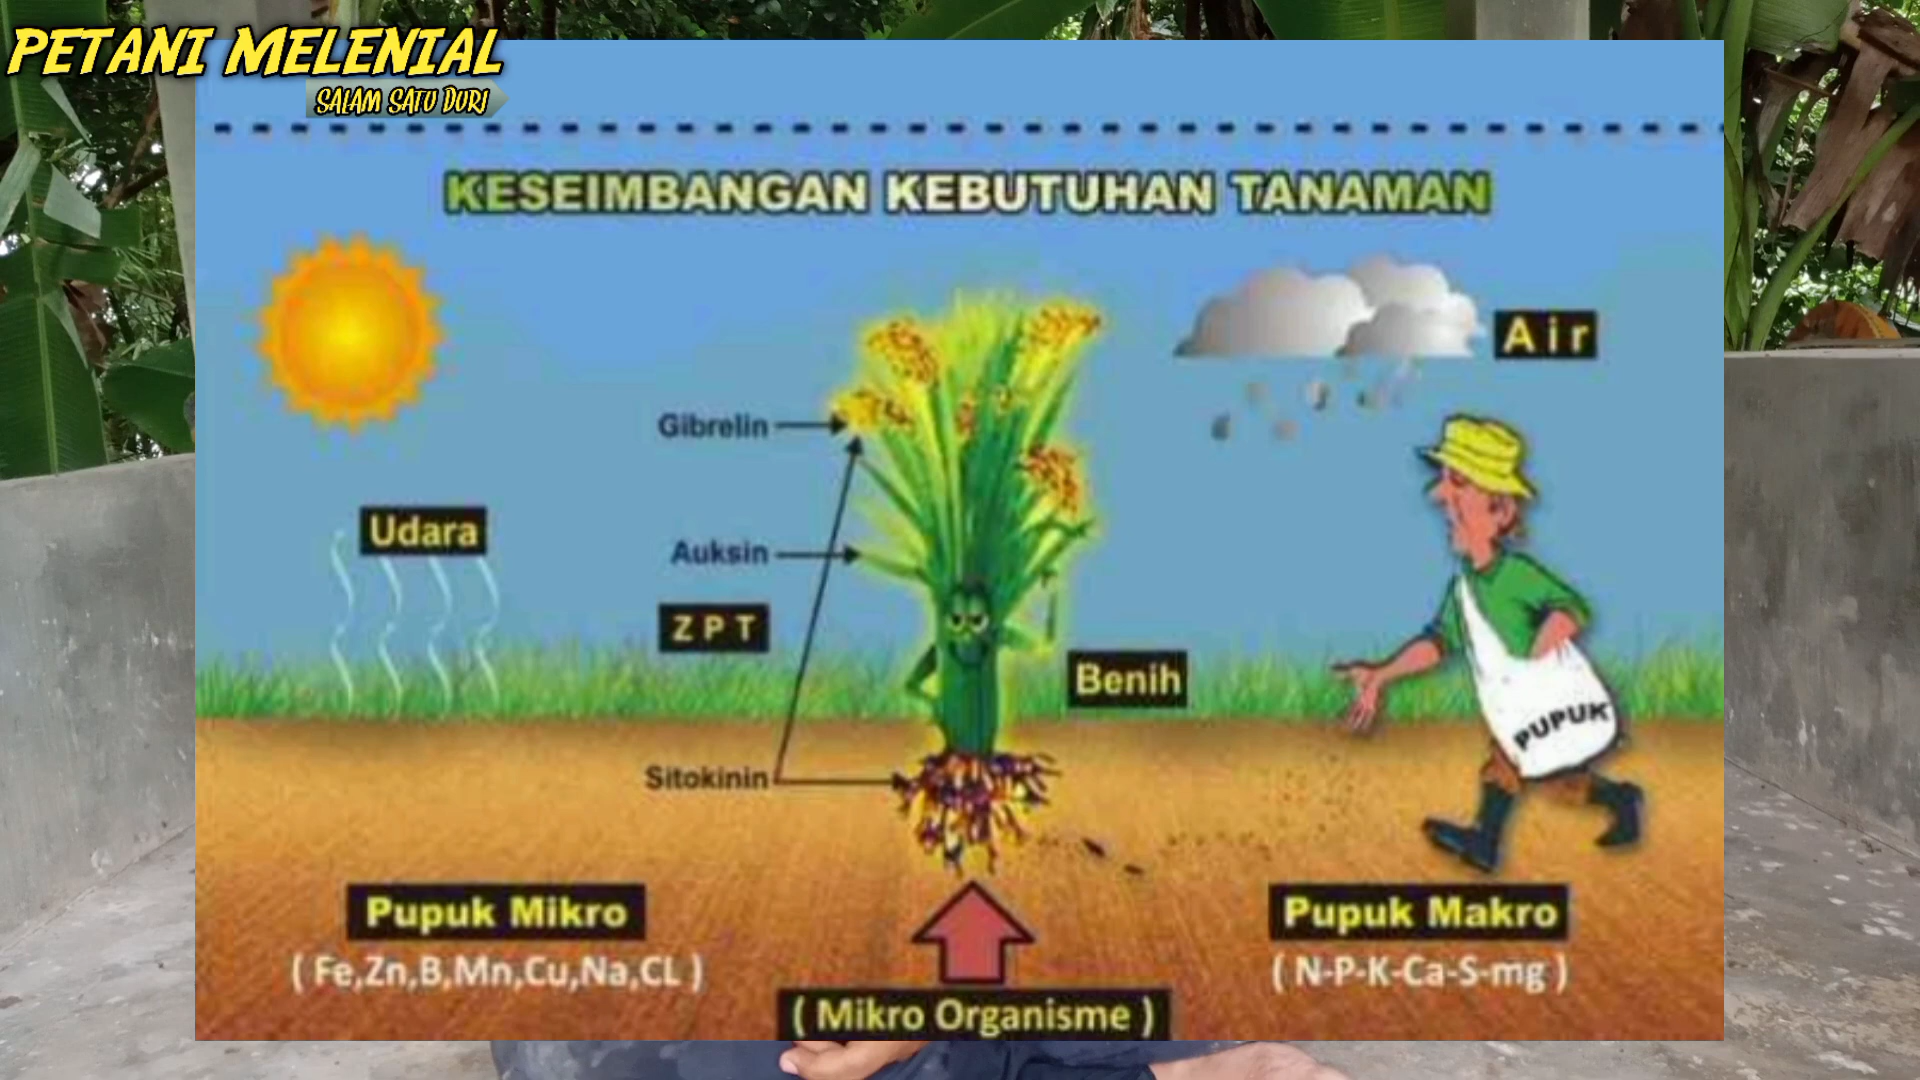 PETANI MELENIAL
SALAM SATU DURI
KESEIMBANGAN KEBUTUHAN TANAMAN
Air
Gibrelin
Udara
Auksin
Z P T
Benih
PUPUK
Sitokinin
Pupuk Mikro
Pupuk Makro
( Fe,Zn,B,Mn,Cu,Na,CL )
( N-P-K-Ca-S-mg )
( Mikro Organisme )